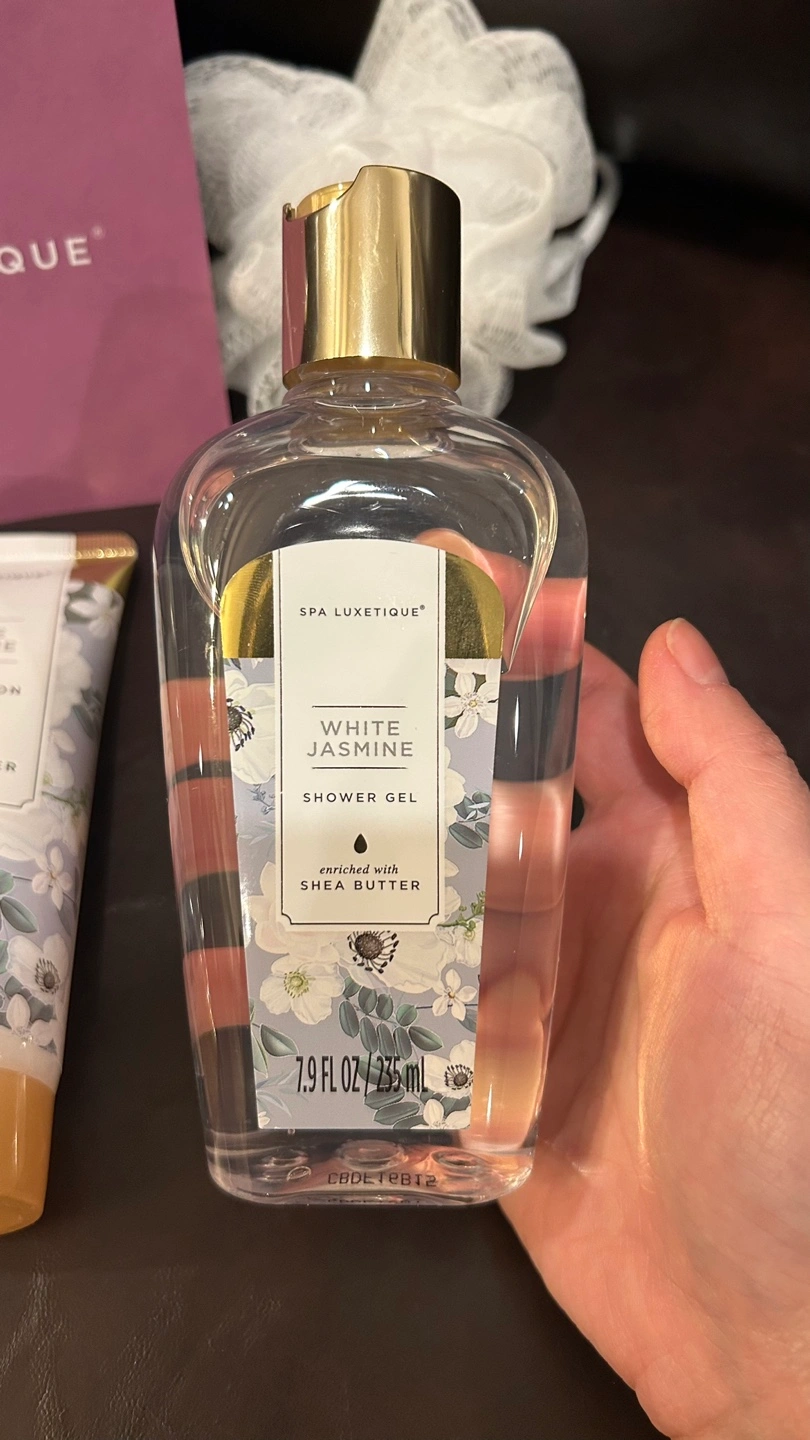 QUE®
SPA LUXETIQUE®
WHITE
JASMINE
SHOWER GEL
enriched with
SHEA BUTTER
7.9 FL OZ / 235 mL